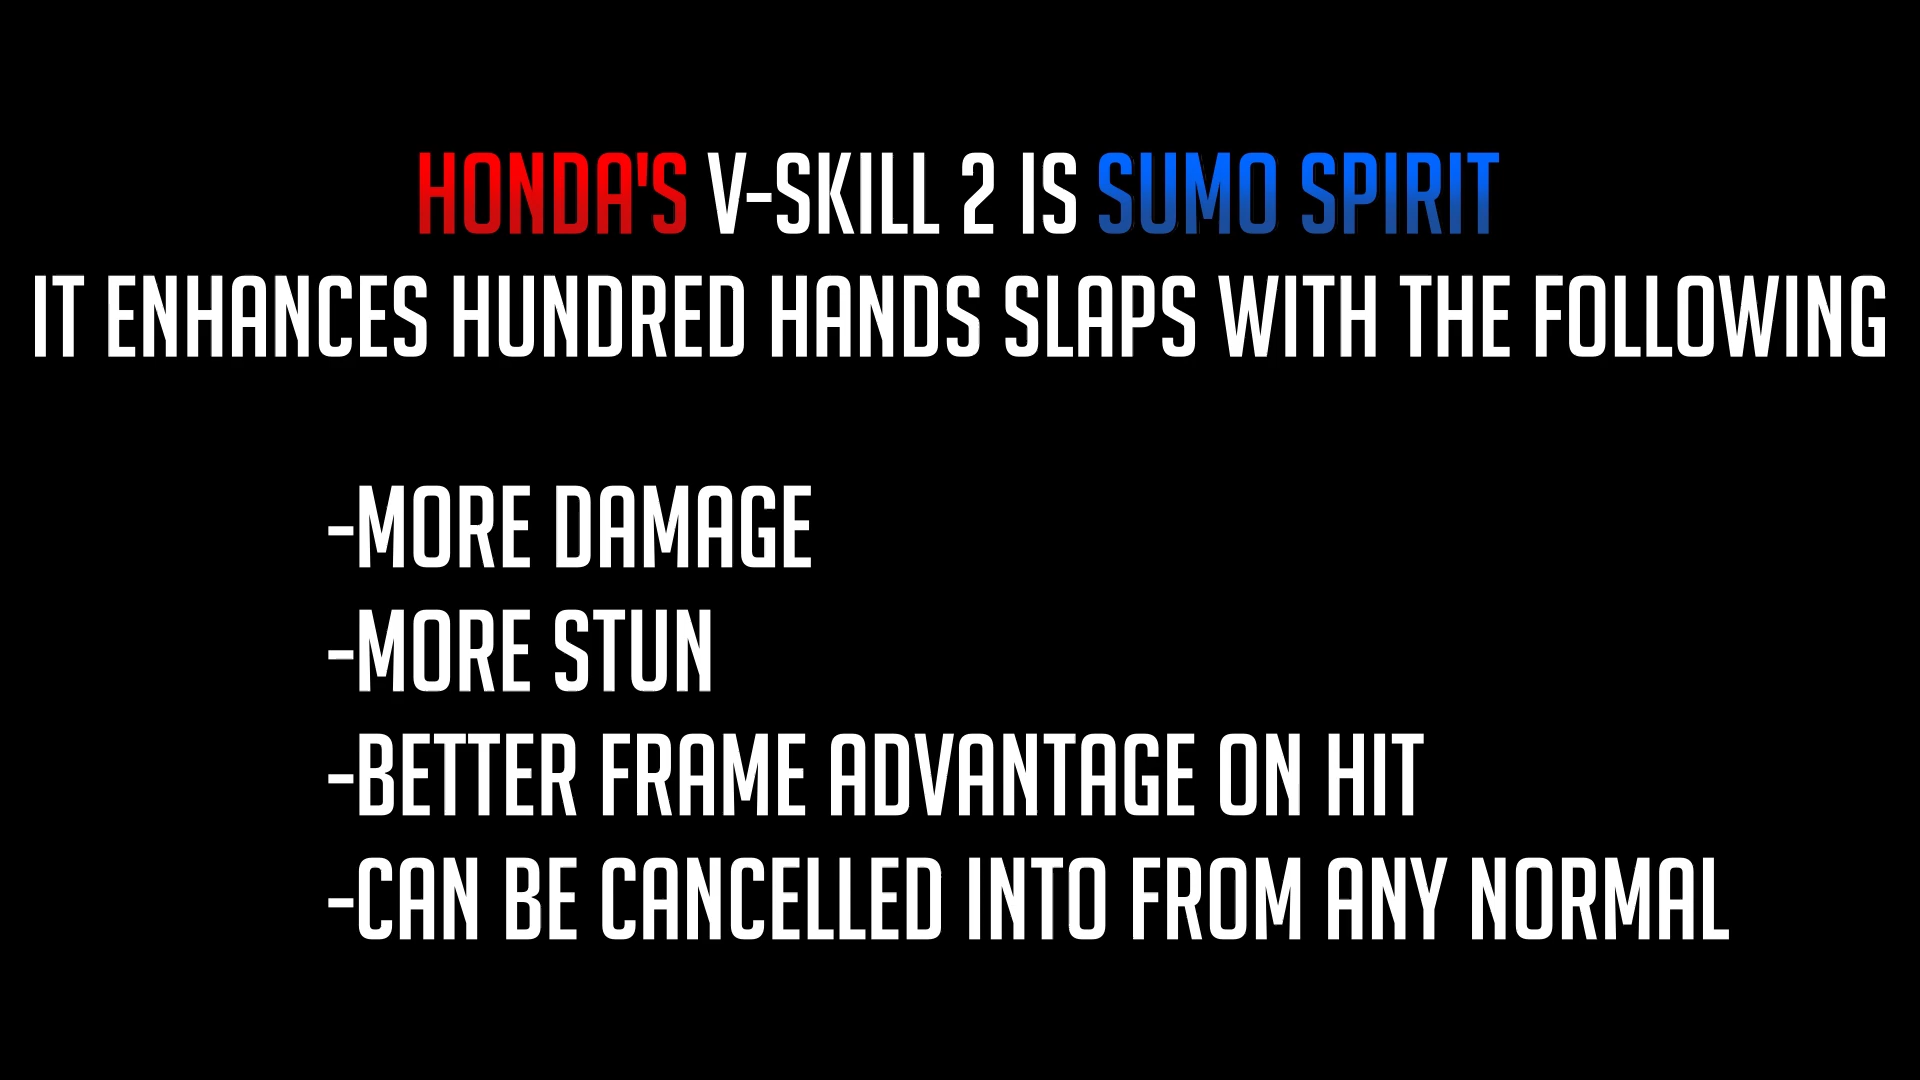 HONDA'S V-SKILL 2 IS SUMO SPIRIT
IT ENHANCES HUNDRED HANDS SLAPS WITH THE FOLLOWING
-MORE DAMAGE
-MORE STUN
-BETTER FRAME ADVANTAGE ON HIT
-CAN BE CANCELLED INTO FROM ANY NORMAL